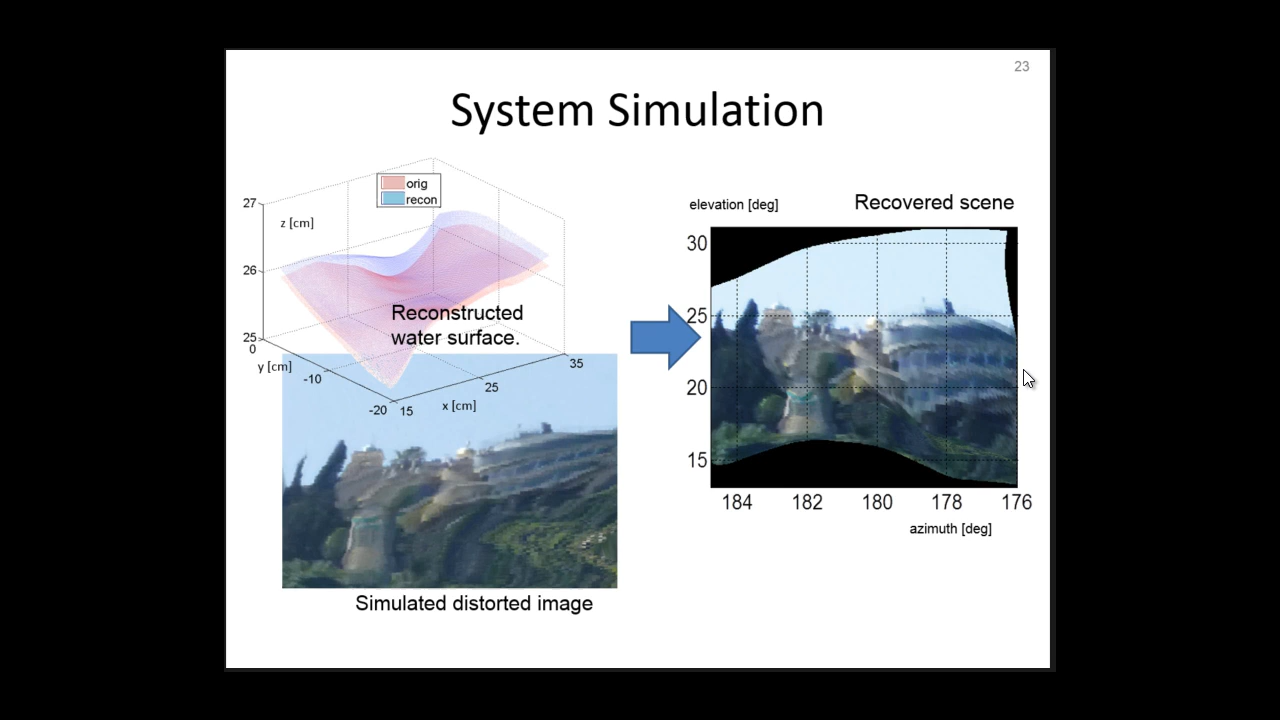 23
System Simulation
27
26
25
z [cm]
orig
recon
Reconstructed
water surface.
0
-10
-20
y [cm]
15
25
35
x [cm]
Simulated distorted image
elevation [deg]
Recovered scene
30
25
20
15
184
182
180
178
176
azimuth [deg]